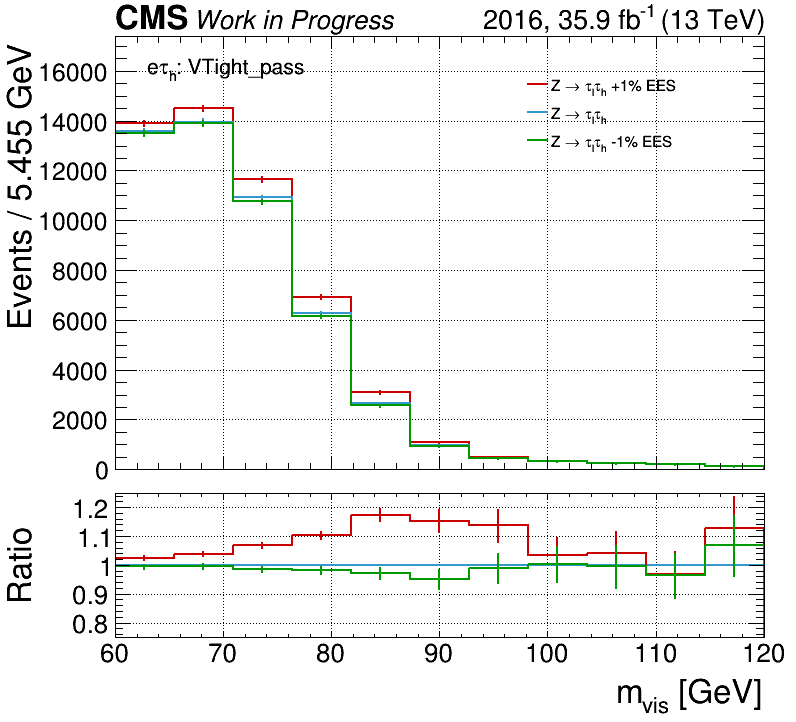 CMS Work in Progress 2016, 35.9 fb⁻¹ (13 TeV)
Events / 5.455 GeV
eτₕ: VTight_pass
Z → τₗτₕ +1% EES
Z → τₗτₕ
Z → τₗτₕ -1% EES
16000
14000
12000
10000
8000
6000
4000
2000
0
Ratio
1.2
1.1
1
0.9
0.8
60 70 80 90 100 110 120
m_vis [GeV]